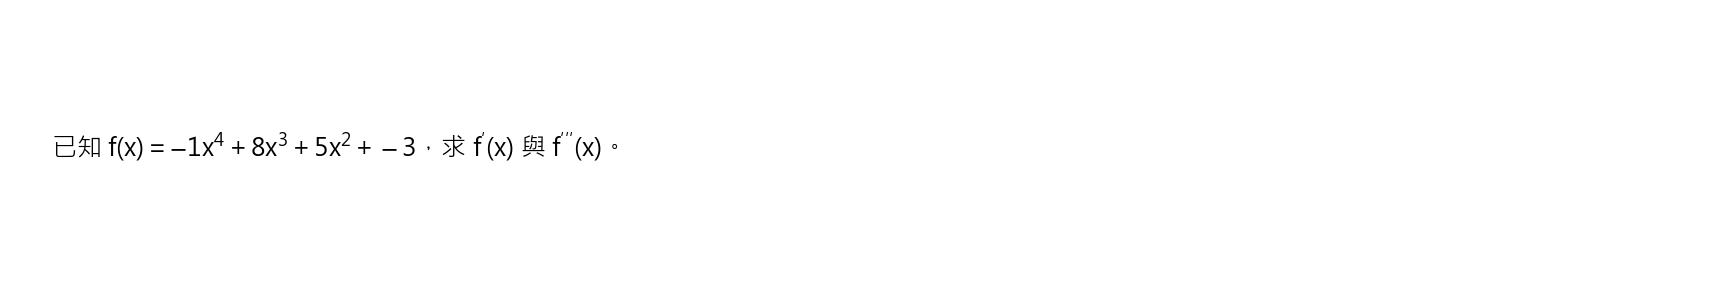 已知 f(x) = −1x⁴ + 8x³ + 5x² + − 3，求 f′(x) 與 f′′′(x)。